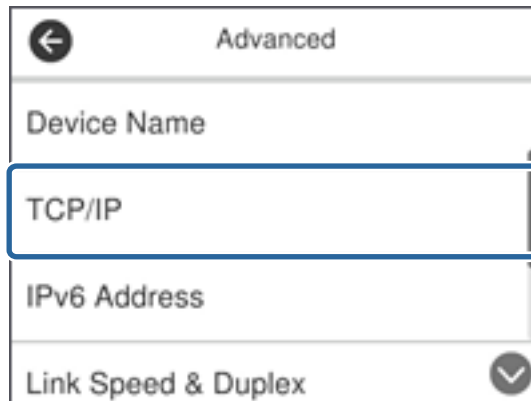 Advanced
Device Name
TCP/IP
IPv6 Address
Link Speed & Duplex